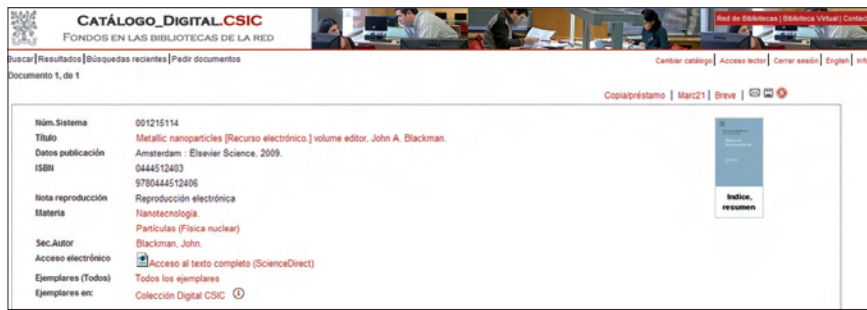 CATÁLOGO_DIGITAL.CSIC
FONDOS EN LAS BIBLIOTECAS DE LA RED
Red de Bibliotecas | Biblioteca Virtual | Contac
Buscar | Resultados | Búsquedas recientes | Pedir documentos
Cambiar catálogo | Acceso lector | Cerrar sesión | English | Inf
Documento 1, de 1
Copia/préstamo | Marc21 | Breve |
Núm.Sistema 001215114
Título Metallic nanoparticles [Recurso electrónico.] volume editor, John A. Blackman.
Datos publicación Amsterdam : Elsevier Science, 2009.
ISBN 0444512403
9780444512406
Nota reproducción Reproducción electrónica
Materia Nanotecnología.
Partículas (Física nuclear)
Sec.Autor Blackman, John.
Acceso electrónico Acceso al texto completo (ScienceDirect)
Ejemplares (Todos) Todos los ejemplares
Ejemplares en: Colección Digital CSIC
Indice,
resumen